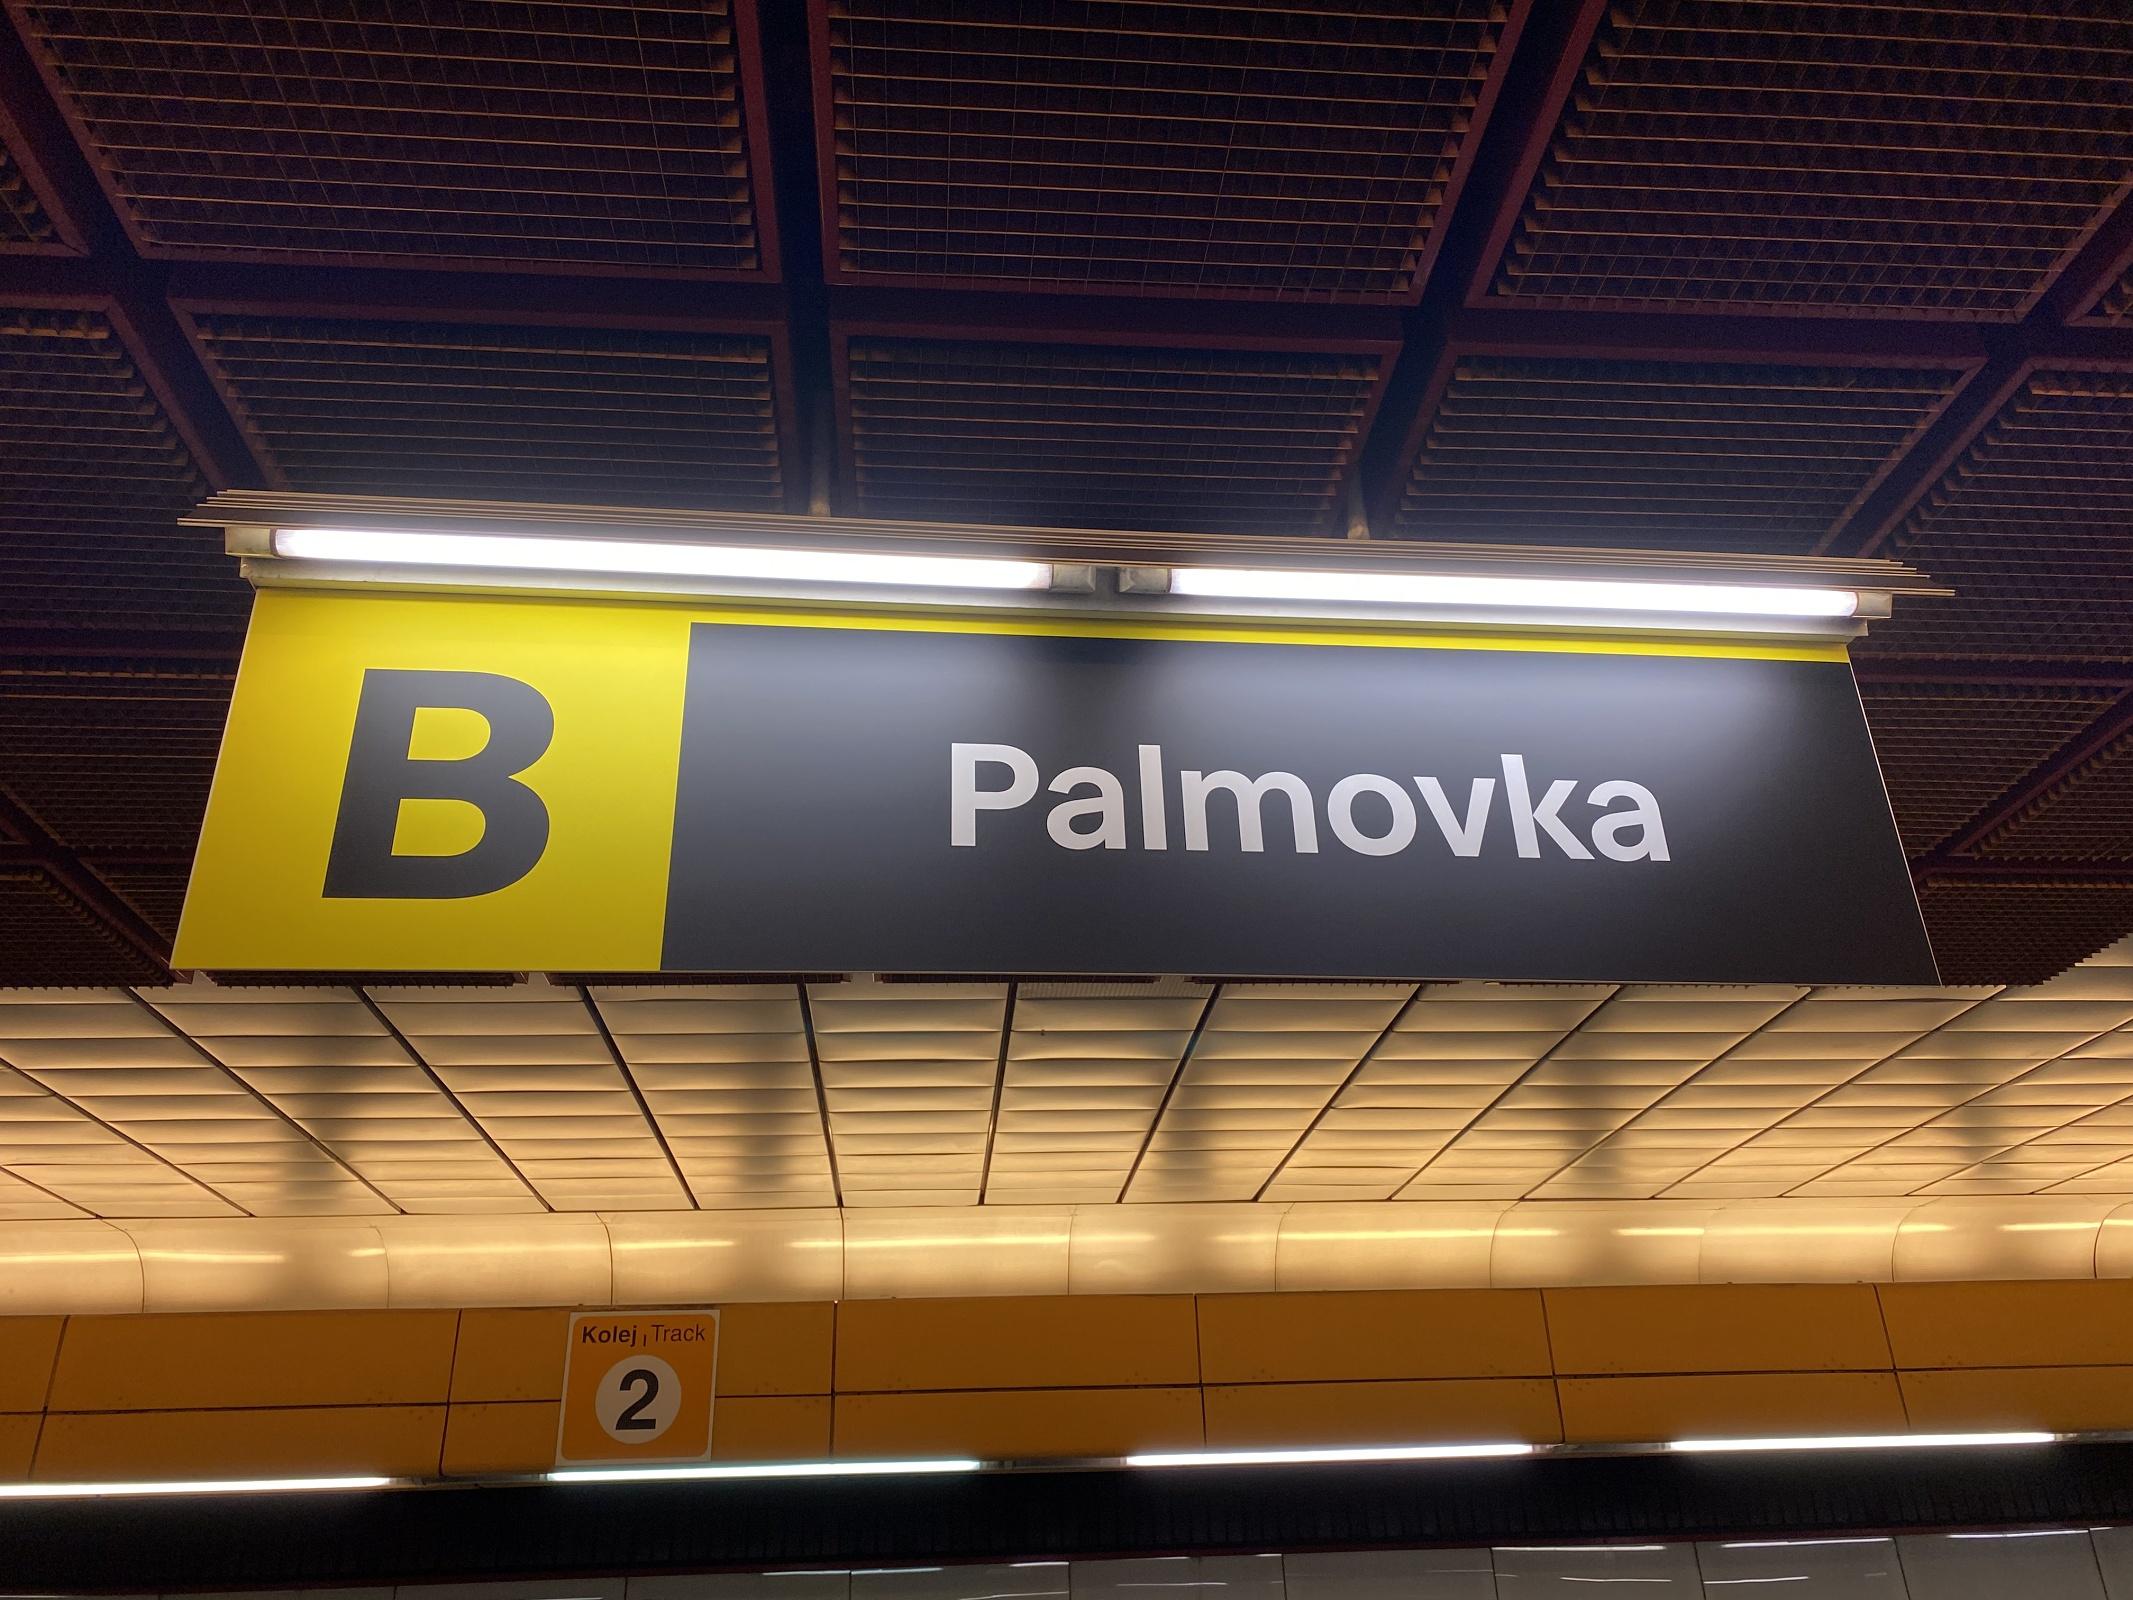 B Palmovka
Kolej | Track
2